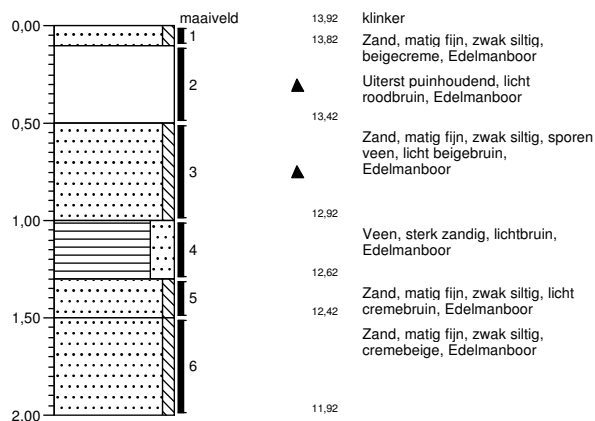 maaiveld 13,92 klinker
0,00
1 13,82 Zand, matig fijn, zwak siltig,
beigecreme, Edelmanboor
2 Uiterst puinhoudend, licht
roodbruin, Edelmanboor
13,42
0,50
Zand, matig fijn, zwak siltig, sporen
veen, licht beigebruin,
3 Edelmanboor
12,92
1,00
4 Veen, sterk zandig, lichtbruin,
Edelmanboor
12,62
5 Zand, matig fijn, zwak siltig, licht
12,42 cremebruin, Edelmanboor
1,50
Zand, matig fijn, zwak siltig,
cremebeige, Edelmanboor
6
11,92
2,00